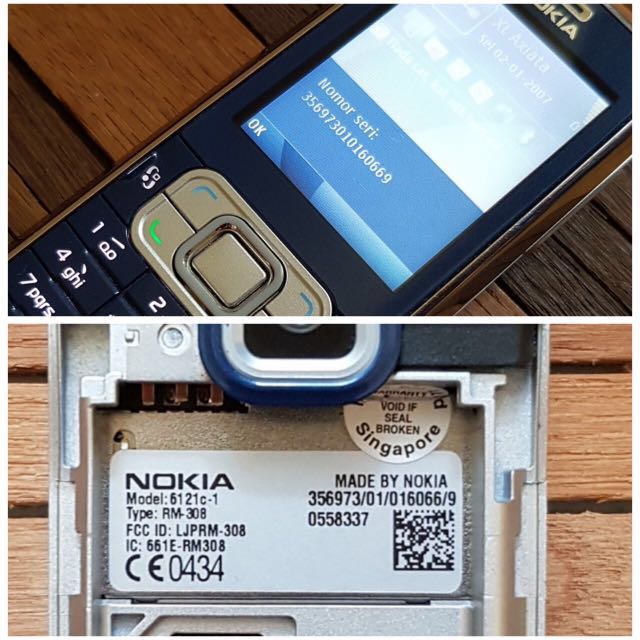 NOKIA
Xl Axiata
Sel 02-01-2007
Nomor seri:
356973010160669
OK
1
4 ghi
7 pqrs
2
WARRANTY
VOID IF
SEAL
BROKEN
Singapore
NOKIA
Model:6121c-1
Type: RM-308
FCC ID: LJPRM-308
IC: 661E-RM308
CE0434
MADE BY NOKIA
356973/01/016066/9
0558337